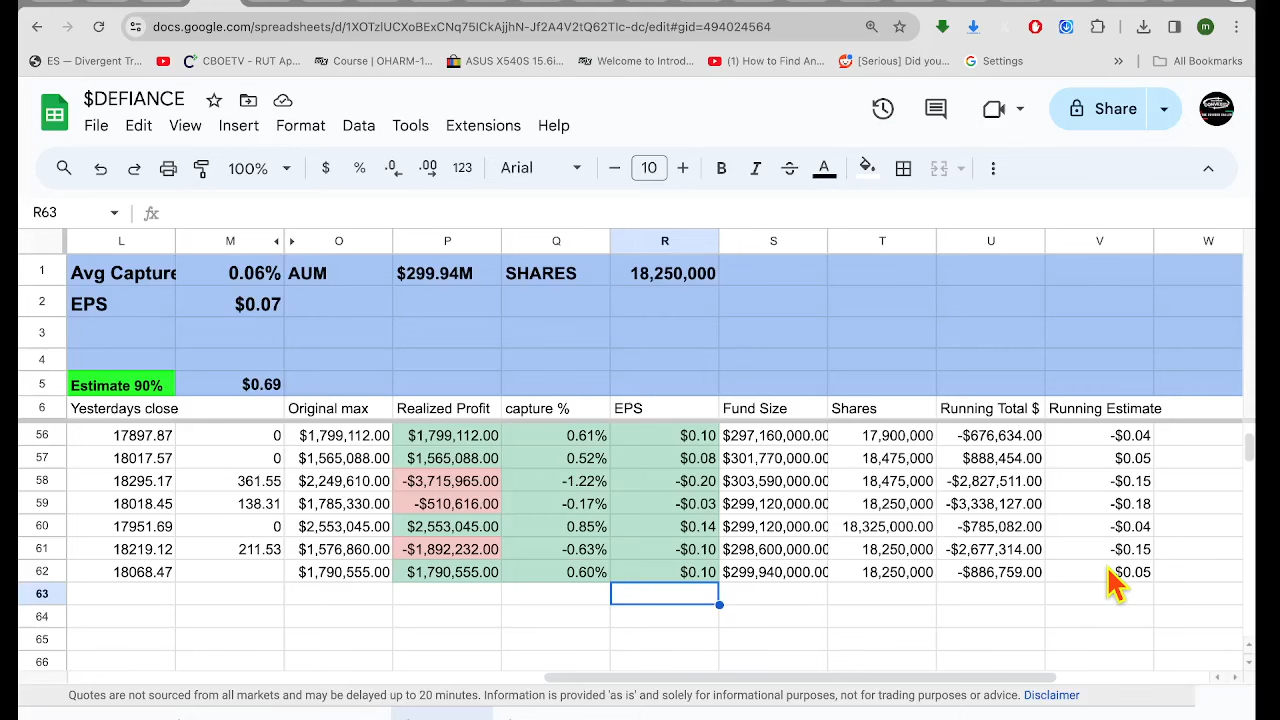 docs.google.com/spreadsheets/d/1XOTzlUCXoBExCNq75ICkAjjhN-Jf2A4V2tQ62TIc-dc/edit#gid=494024564
m
ES — Divergent Tr... CBOETV - RUT Ap... Course | OHARM-1... ASUS X540S 15.6i... Welcome to Introd... (1) How to Find An... [Serious] Did you... Settings » All Bookmarks
$DEFIANCE
File Edit View Insert Format Data Tools Extensions Help
Share
100% $ % .0 .00 123 Arial 10 B I A
R63 fx
L M O P Q R S T U V W
1 Avg Capture 0.06% AUM $299.94M SHARES 18,250,000
2 EPS $0.07
3
4
5 Estimate 90% $0.69
6 Yesterdays close Original max Realized Profit capture % EPS Fund Size Shares Running Total $ Running Estimate
56 17897.87 0 $1,799,112.00 $1,799,112.00 0.61% $0.10 $297,160,000.00 17,900,000 -$676,634.00 -$0.04
57 18017.57 0 $1,565,088.00 $1,565,088.00 0.52% $0.08 $301,770,000.00 18,475,000 $888,454.00 $0.05
58 18295.17 361.55 $2,249,610.00 -$3,715,965.00 -1.22% -$0.20 $303,590,000.00 18,475,000 -$2,827,511.00 -$0.15
59 18018.45 138.31 $1,785,330.00 -$510,616.00 -0.17% -$0.03 $299,120,000.00 18,250,000 -$3,338,127.00 -$0.18
60 17951.69 0 $2,553,045.00 $2,553,045.00 0.85% $0.14 $299,120,000.00 18,325,000.00 -$785,082.00 -$0.04
61 18219.12 211.53 $1,576,860.00 -$1,892,232.00 -0.63% -$0.10 $298,600,000.00 18,250,000 -$2,677,314.00 -$0.15
62 18068.47 $1,790,555.00 $1,790,555.00 0.60% $0.10 $299,940,000.00 18,250,000 -$886,759.00 $0.05
63
64
65
66
Quotes are not sourced from all markets and may be delayed up to 20 minutes. Information is provided 'as is' and solely for informational purposes, not for trading purposes or advice. Disclaimer